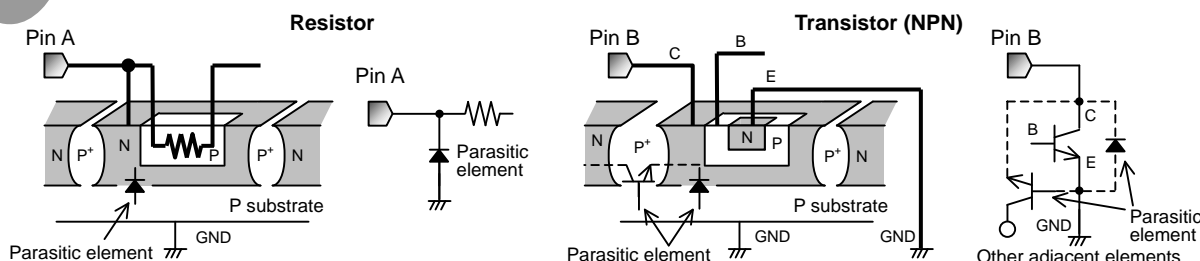 Resistor
Pin A
N
P+
N
P
P+
N
P substrate
Parasitic element
GND
Pin A
Parasitic
element
Transistor (NPN)
Pin B
C
B
E
N
P+
N
P
P+
N
P substrate
Parasitic element
GND
GND
Pin B
C
B
E
GND
Parasitic
element
Other adjacent elements